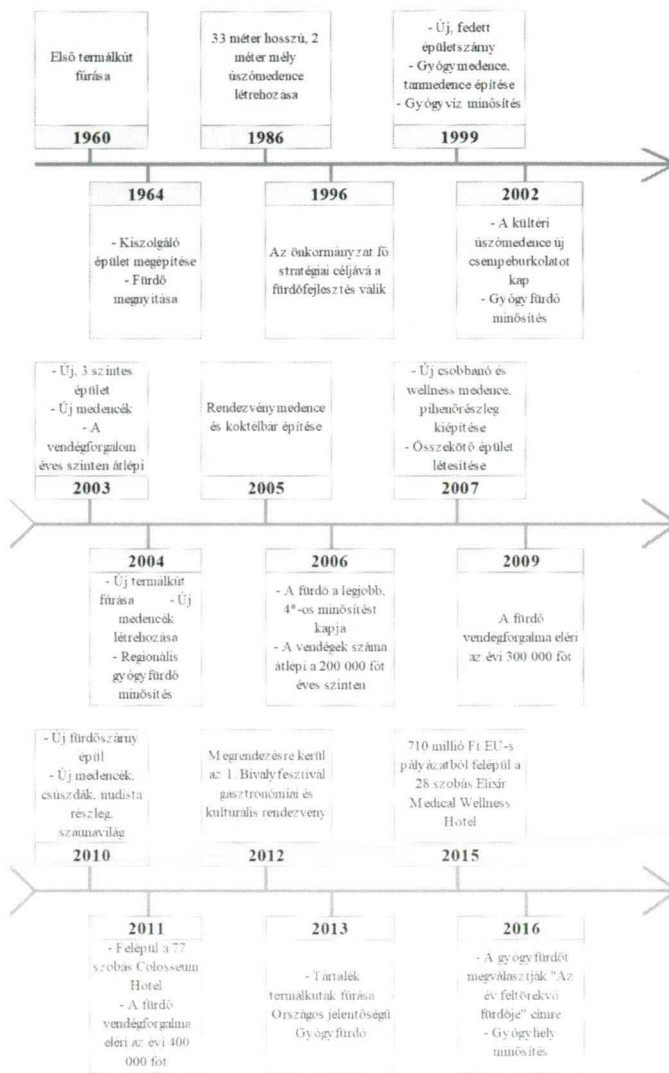 Első termálkút
fúrása
1960
33 méter hosszú, 2
méter mély
úszómedence
létrehozása
1986
- Új, fedett
épületszárny
- Gyógymedence,
tanmedence építése
- Gyógyvíz minősítés
1999
1964
- Kiszolgáló
épület megépítése
- Fürdő
megnyitása
1996
Az önkormányzat fő
stratégiai céljává a
fürdőfejlesztés válik
2002
- A kültéri
úszómedence új
csempeburkolatot
kap
- Gyógyfürdő
minősítés
- Új, 3 szintes
épület
- Új medencék
- A
vendégforgalom
éves szinten átlépi
2003
Rendezvénymedence
és koktélbár építése
2005
- Új csobbanó és
wellness medence,
pihenőrészleg
kiépítése
- Összekötő épület
létesítése
2007
2004
- Új termálkút
fúrása - Új
medencék
létrehozása
- Regionális
gyógyfürdő
minősítés
2006
- A fürdő a legjobb,
4*-os minősítést
kapja
- A vendégek száma
átlépi a 200 000 főt
éves szinten
2009
A fürdő
vendégforgalma eléri
az évi 300 000 főt
- Új fürdőszárny
épül
- Új medencék,
csúszdák, nudista
részleg,
szaunavilág
2010
Megrendezésre kerül
az 1. Bivalyfesztivál
gasztronómiai és
kulturális rendezvény
2012
710 millió Ft EU-s
pályázatból felépül a
28 szobás Elixír
Medical Wellness
Hotel
2015
2011
- Felépül a 77
szobás Colosseum
Hotel
- A fürdő
vendégforgalma
eléri az évi 400
000 főt
2013
- Tartalék
termálkutak fúrása
Országos jelentőségű
Gyógyfürdő
2016
- A gyógyfürdőt
megválasztják "Az
év feltörekvő
fürdője" címre
- Gyógyhely
minősítés